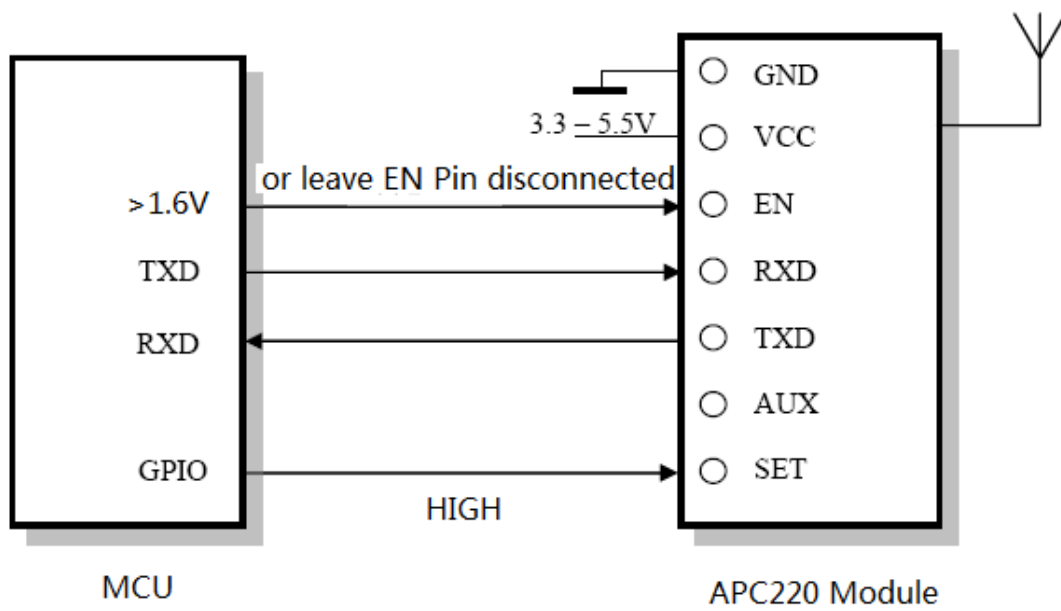 GND
3.3 – 5.5V
VCC
or leave EN Pin disconnected
>1.6V
EN
TXD
RXD
RXD
TXD
AUX
GPIO
SET
HIGH
MCU
APC220 Module